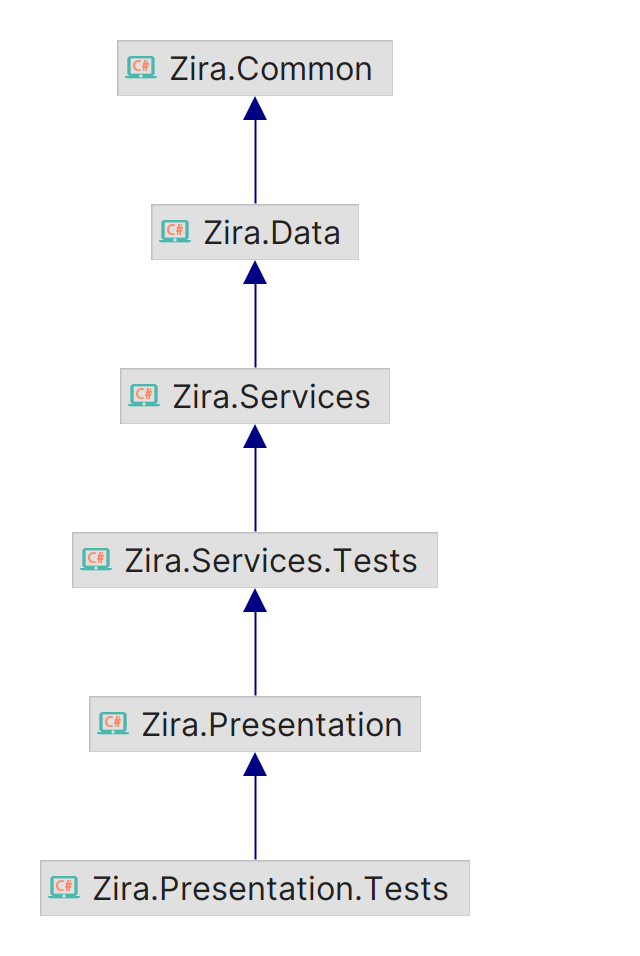 C# Zira.Common
C# Zira.Data
C# Zira.Services
C# Zira.Services.Tests
C# Zira.Presentation
C# Zira.Presentation.Tests